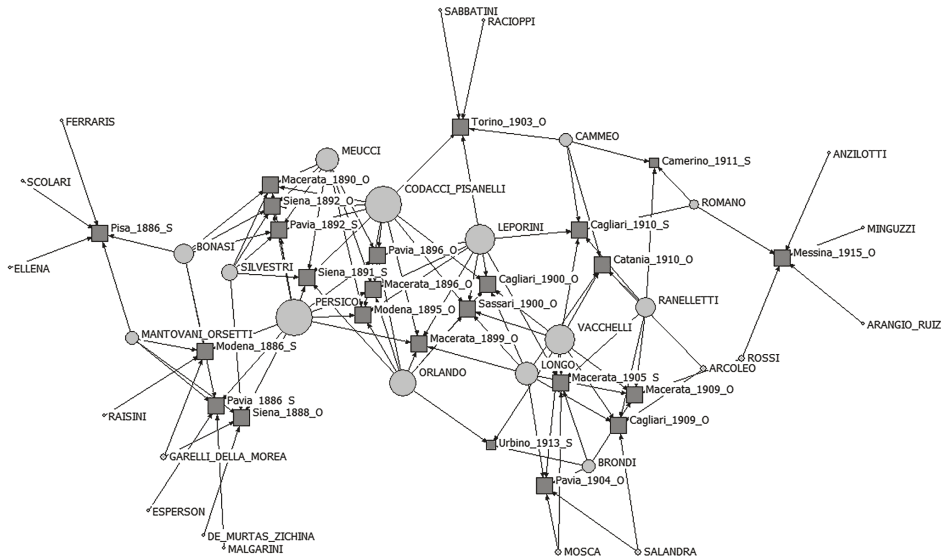 SABBATINI
RACIOPPI
FERRARIS
Torino_1903_O
CAMMEO
MEUCCI
Camerino_1911_S
ANZILOTTI
SCOLARI
Macerata_1890_O
CODACCI_PISANELLI
Siena_1892_O
ROMANO
Pisa_1886_S
Pavia_1892_S
LEPORINI
Cagliari_1910_S
MINGUZZI
BONASI
Pavia_1896_O
Messina_1915_O
ELLENA
SILVESTRI
Siena_1891_S
Catania_1910_O
Macerata_1896_O
Cagliari_1900_O
PERSICO
Modena_1895_O
Sassari_1900_O
RANELLETTI
ARANGIO_RUIZ
MANTOVANI_ORSETTI
VACCHELLI
Modena_1886_S
Macerata_1899_O
ROSSI
LONGO
ARCOLEO
ORLANDO
Macerata_1905_S
Macerata_1909_O
Pavia_1886_S
RAISINI
Siena_1888_O
Cagliari_1909_O
Urbino_1913_S
GARELLI_DELLA_MOREA
BRONDI
Pavia_1904_O
ESPERSON
DE_MURTAS_ZICHINA
MALGARINI
MOSCA
SALANDRA